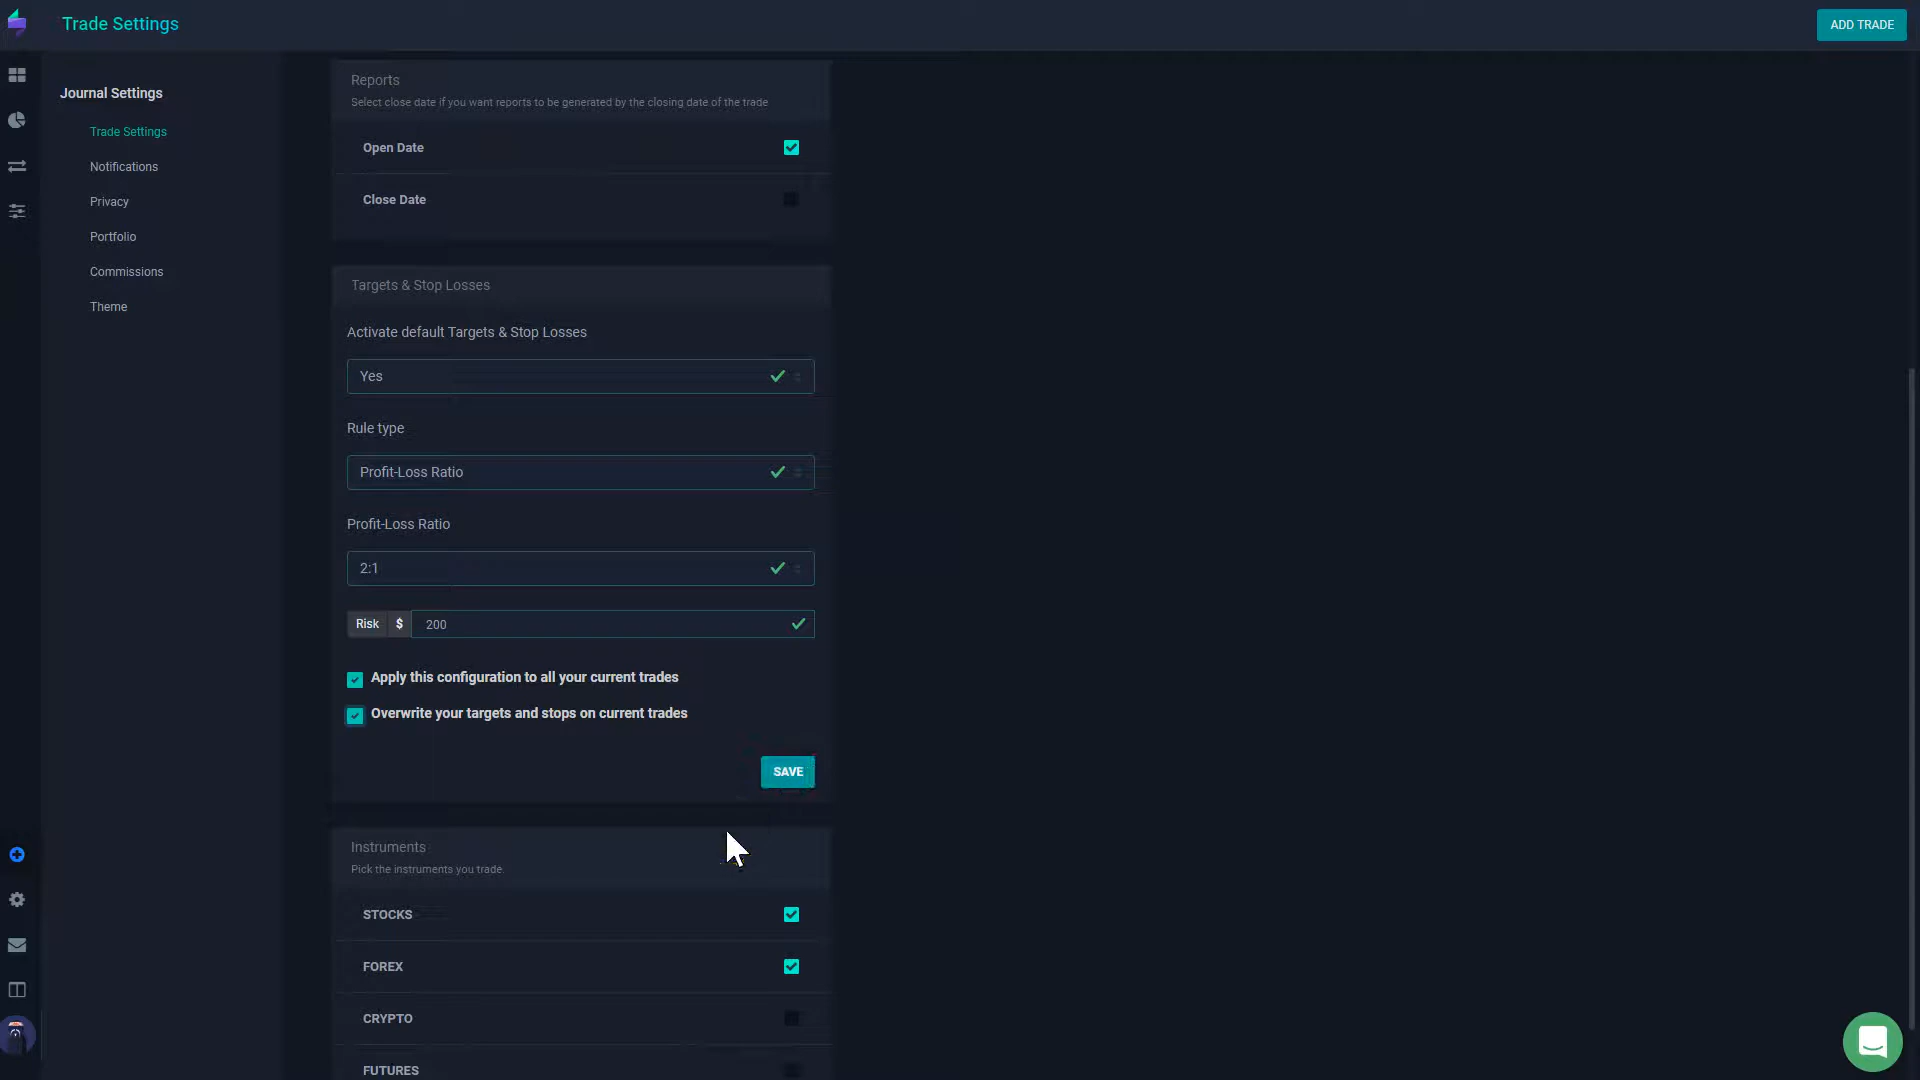 Trade Settings
ADD TRADE
Journal Settings
Trade Settings
Notifications
Privacy
Portfolio
Commissions
Theme
Reports
Select close date if you want reports to be generated by the closing date of the trade
Open Date
Close Date
Targets & Stop Losses
Activate default Targets & Stop Losses
Yes
Rule type
Profit-Loss Ratio
Profit-Loss Ratio
2:1
Risk $ 200
Apply this configuration to all your current trades
Overwrite your targets and stops on current trades
SAVE
Instruments
Pick the instruments you trade.
STOCKS
FOREX
CRYPTO
FUTURES